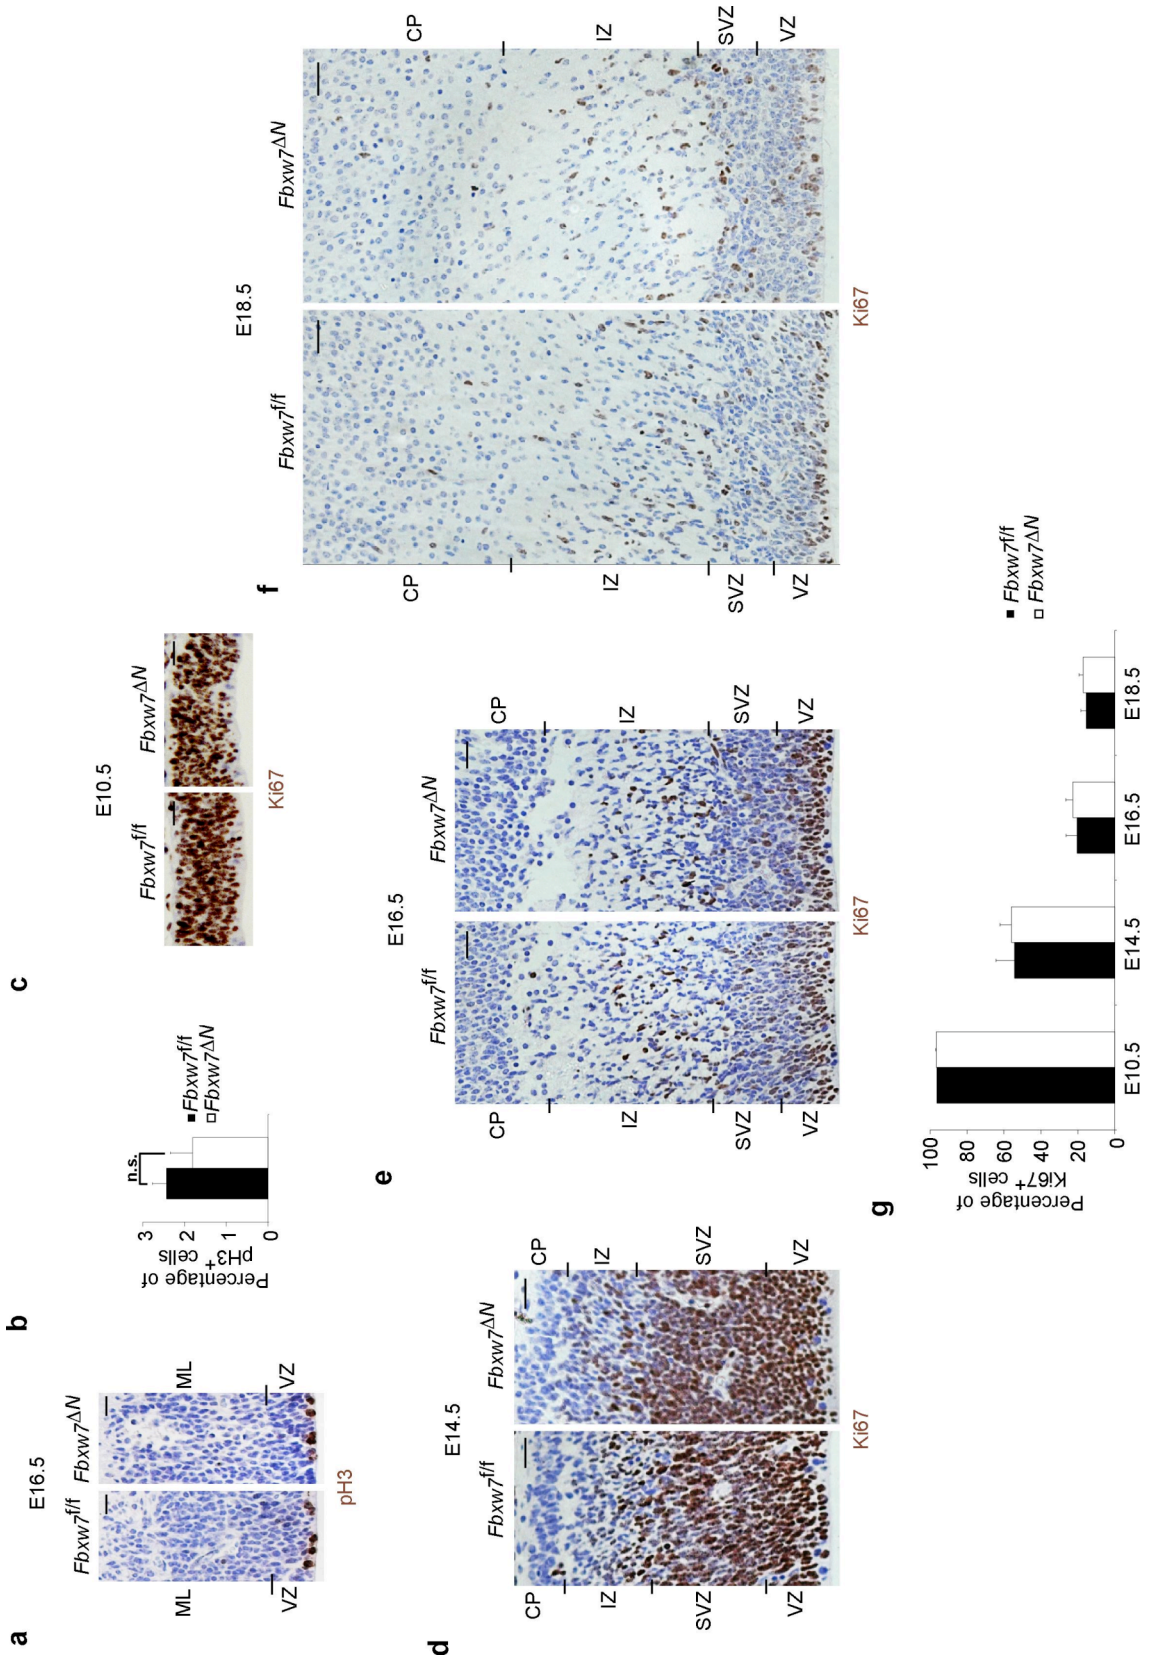 a
E16.5
Fbxw7f/f
Fbxw7ΔN
ML
VZ
ML
VZ
pH3
b
Percentage of
pH3+ cells
3
2
1
0
n.s.
Fbxw7f/f
Fbxw7ΔN
c
E10.5
Fbxw7f/f
Fbxw7ΔN
Ki67
d
E14.5
Fbxw7f/f
Fbxw7ΔN
CP
IZ
SVZ
VZ
CP
IZ
SVZ
VZ
Ki67
e
E16.5
Fbxw7f/f
Fbxw7ΔN
CP
IZ
SVZ
VZ
CP
IZ
SVZ
VZ
Ki67
f
E18.5
Fbxw7f/f
Fbxw7ΔN
CP
IZ
SVZ
VZ
CP
IZ
SVZ
VZ
Ki67
g
Percentage of
Ki67+ cells
100
80
60
40
20
0
E10.5
E14.5
E16.5
E18.5
Fbxw7f/f
Fbxw7ΔN